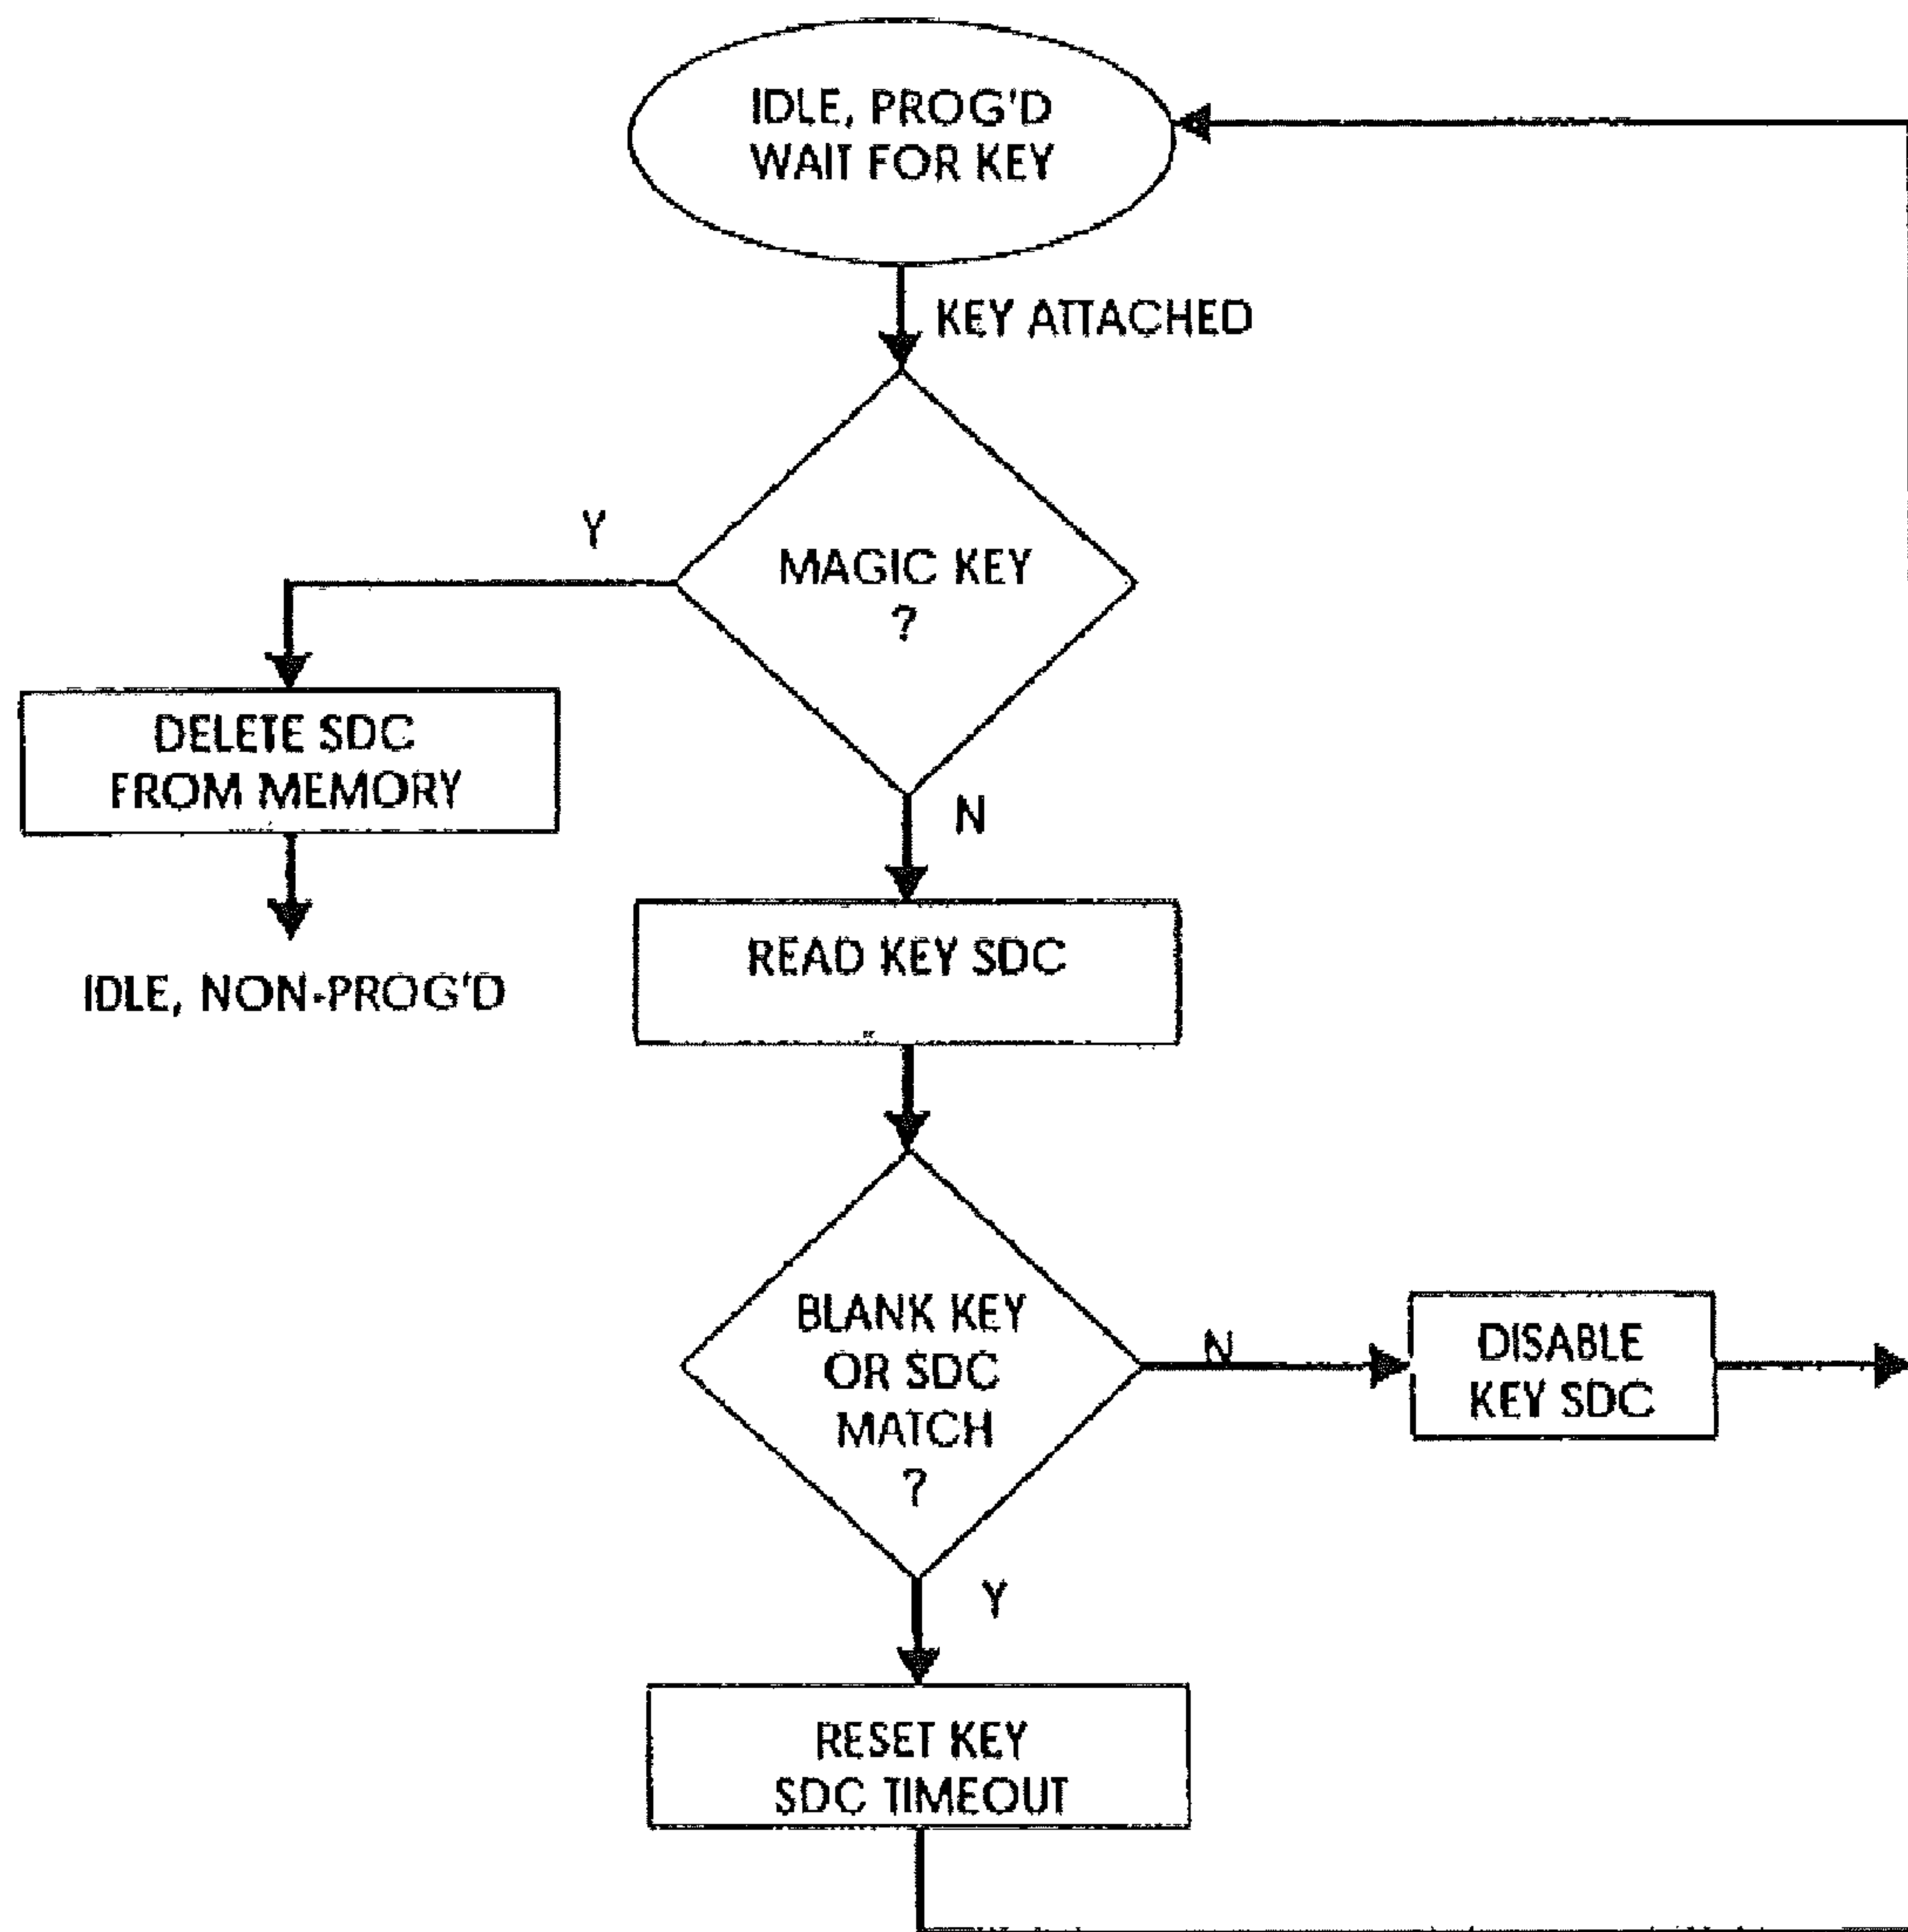 IDLE, PROG'D
WAIT FOR KEY
KEY ATTACHED
Y
MAGIC KEY
?
DELETE SDC
FROM MEMORY
N
READ KEY SDC
IDLE, NON-PROG'D
BLANK KEY
OR SDC
MATCH
?
N
DISABLE
KEY SDC
Y
RESET KEY
SDC TIMEOUT